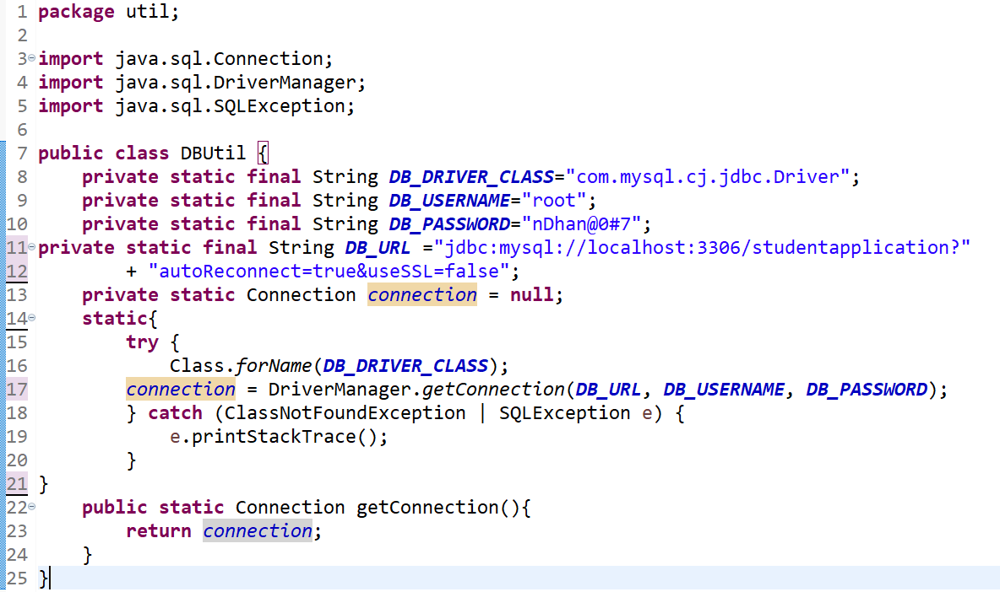 1 package util;
2
3 import java.sql.Connection;
4 import java.sql.DriverManager;
5 import java.sql.SQLException;
6
7 public class DBUtil {
8     private static final String DB_DRIVER_CLASS="com.mysql.cj.jdbc.Driver";
9     private static final String DB_USERNAME="root";
10     private static final String DB_PASSWORD="nDhan@0#7";
11 private static final String DB_URL ="jdbc:mysql://localhost:3306/studentapplication?"
12         + "autoReconnect=true&useSSL=false";
13     private static Connection connection = null;
14     static{
15         try {
16             Class.forName(DB_DRIVER_CLASS);
17         connection = DriverManager.getConnection(DB_URL, DB_USERNAME, DB_PASSWORD);
18         } catch (ClassNotFoundException | SQLException e) {
19             e.printStackTrace();
20         }
21 }
22     public static Connection getConnection(){
23         return connection;
24     }
25 }